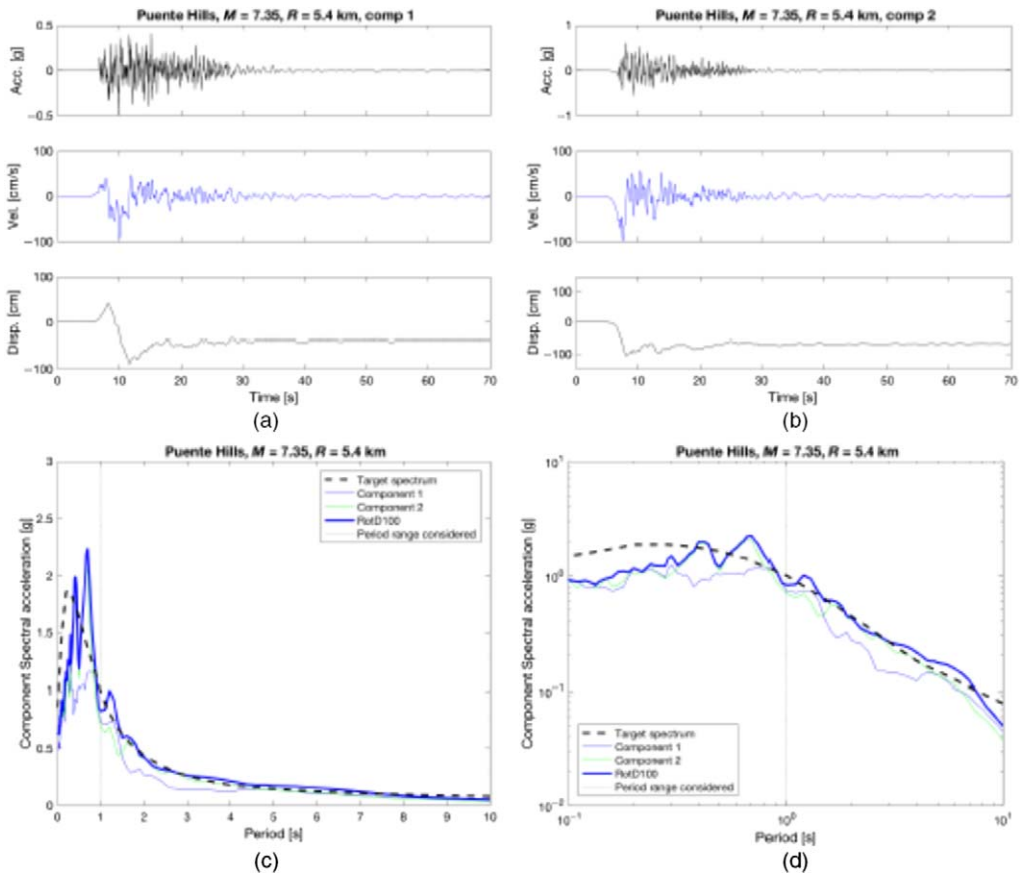 Puente Hills, M = 7.35, R = 5.4 km, comp 1
0.5
0
−0.5
Acc. [g]
100
0
−100
Vel. [cm/s]
100
0
−100
Disp. [cm]
0 10 20 30 40 50 60 70
Time [s]
(a)
Puente Hills, M = 7.35, R = 5.4 km, comp 2
1
0
−1
Acc. [g]
100
0
−100
Vel. [cm/s]
100
0
−100
Disp. [cm]
0 10 20 30 40 50 60 70
Time [s]
(b)
Puente Hills, M = 7.35, R = 5.4 km
3
2.5
2
1.5
1
0.5
0
Component Spectral acceleration [g]
Target spectrum
Component 1
Component 2
RotD100
Period range considered
0 1 2 3 4 5 6 7 8 9 10
Period [s]
(c)
Puente Hills, M = 7.35, R = 5.4 km
10¹
10⁰
10⁻¹
10⁻²
Component Spectral acceleration [g]
Target spectrum
Component 1
Component 2
RotD100
Period range considered
10⁻¹ 10⁰ 10¹
Period [s]
(d)